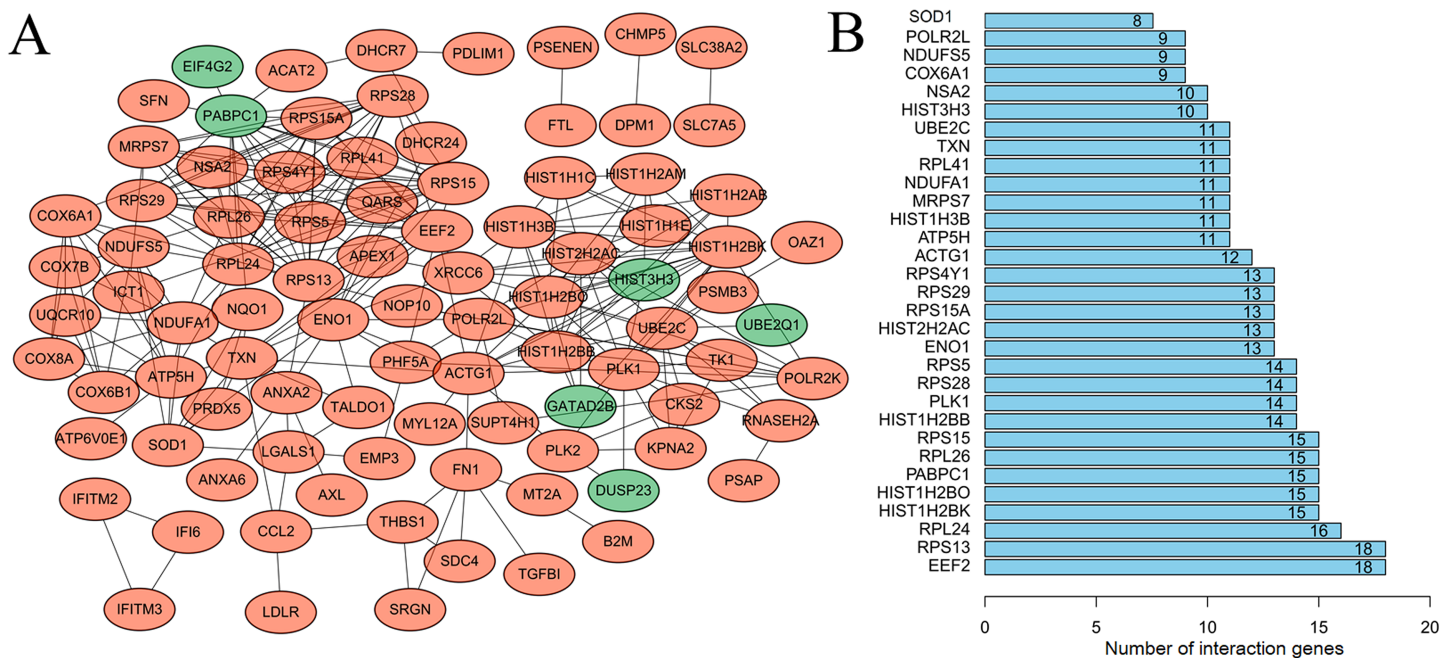 A
EIF4G2
ACAT2
DHCR7
PDLIM1
PSENEN
CHMP5
SLC38A2
SFN
PABPC1
RPS15A
RPS28
FTL
DPM1
SLC7A5
MRPS7
NSA2
RPS4Y1
RPL41
DHCR24
HIST1H1C
HIST1H2AM
HIST1H2AB
RPS29
RPL26
RPS5
QARS
RPS15
COX6A1
NDUFS5
EEF2
HIST1H3B
HIST1H1E
HIST1H2BK
OAZ1
COX7B
ICT1
RPL24
RPS13
APEX1
XRCC6
HIST2H2AC
HIST3H3
PSMB3
UQCR10
NDUFA1
NQO1
ENO1
NOP10
POLR2L
HIST1H2BO
UBE2C
UBE2Q1
COX8A
ATP5H
TXN
PHF5A
ACTG1
HIST1H2BB
PLK1
TK1
POLR2K
COX6B1
PRDX5
ANXA2
TALDO1
MYL12A
SUPT4H1
GATAD2B
CKS2
RNASEH2A
ATP6V0E1
SOD1
LGALS1
EMP3
PLK2
KPNA2
ANXA6
AXL
FN1
MT2A
DUSP23
PSAP
IFITM2
IFI6
CCL2
THBS1
SDC4
TGFBI
B2M
IFITM3
LDLR
SRGN
B
SOD1 8
POLR2L 9
NDUFS5 9
COX6A1 9
NSA2 10
HIST3H3 10
UBE2C 11
TXN 11
RPL41 11
NDUFA1 11
MRPS7 11
HIST1H3B 11
ATP5H 11
ACTG1 12
RPS4Y1 13
RPS29 13
RPS15A 13
HIST2H2AC 13
ENO1 13
RPS5 14
RPS28 14
PLK1 14
HIST1H2BB 14
RPS15 15
RPL26 15
PABPC1 15
HIST1H2BO 15
HIST1H2BK 15
RPL24 16
RPS13 18
EEF2 18
0 5 10 15 20
Number of interaction genes